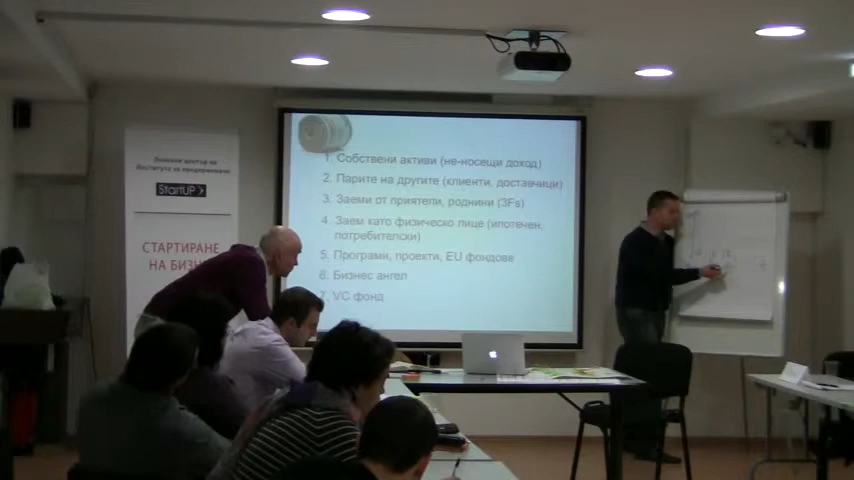 StartUP
СТАРТИРАНЕ
НА БИЗН
1. Собствени активи (не-носещи доход)
2. Парите на другите (клиенти, доставчици)
3. Заеми от приятели, роднини (3Fs)
4. Заем като физическо лице (ипотечен,
потребителски)
5. Програми, проекти, EU фондове
6. Бизнес ангел
7. VC фонд